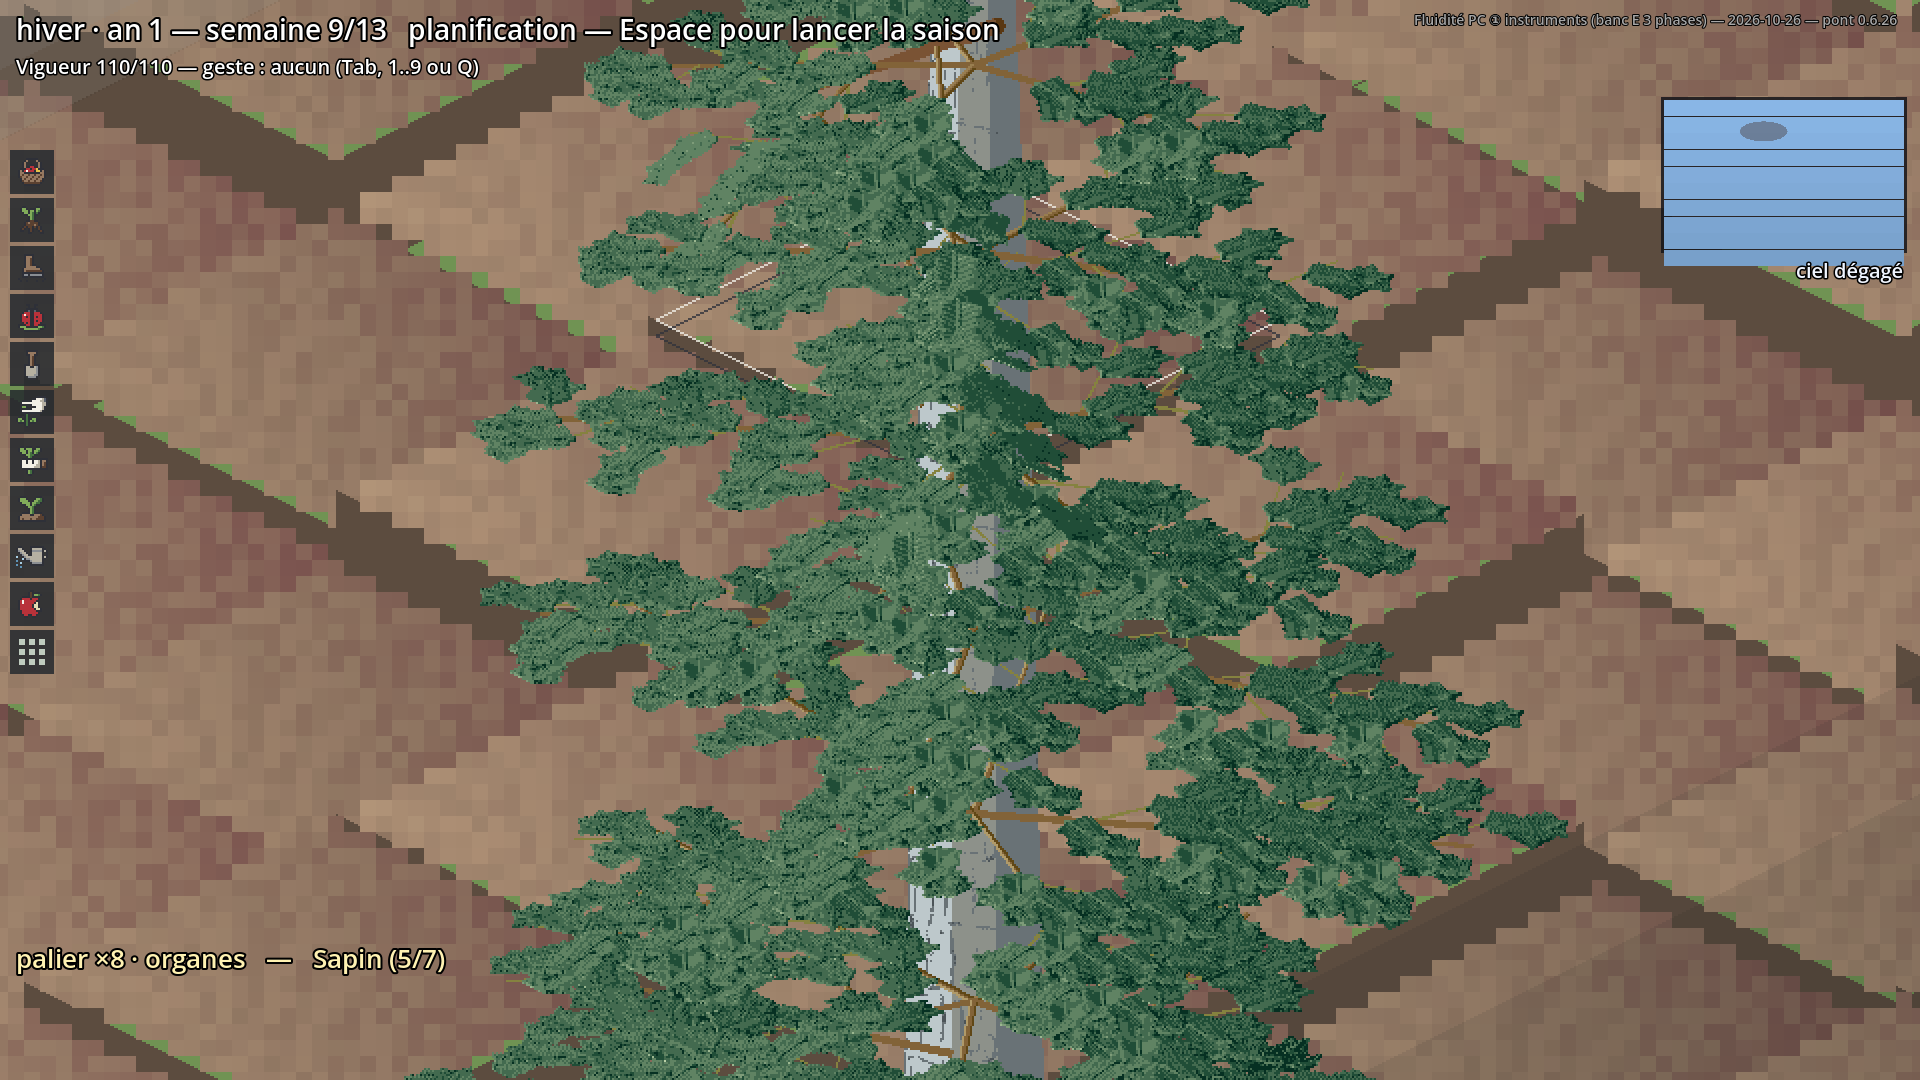 hiver · an 1 — semaine 9/13 planification — Espace pour lancer la saison
Fluidité PC ① instruments (banc E 3 phases) — 2026-10-26 — pont 0.6.26
Vigueur 110/110 — geste : aucun (Tab, 1..9 ou Q)
ciel dégagé
palier ×8 · organes — Sapin (5/7)